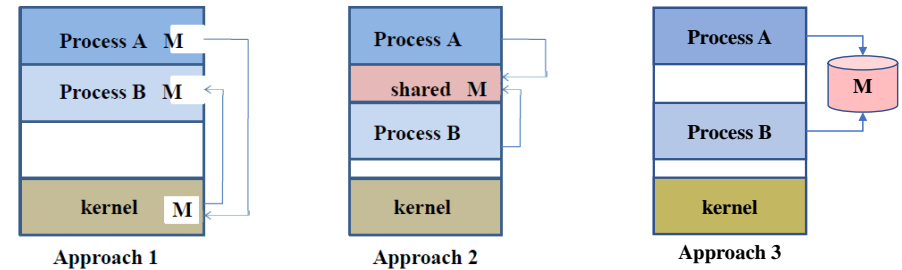 Process A M
Process B M
kernel M
Approach 1
Process A
shared M
Process B
kernel
Approach 2
Process A
M
Process B
kernel
Approach 3